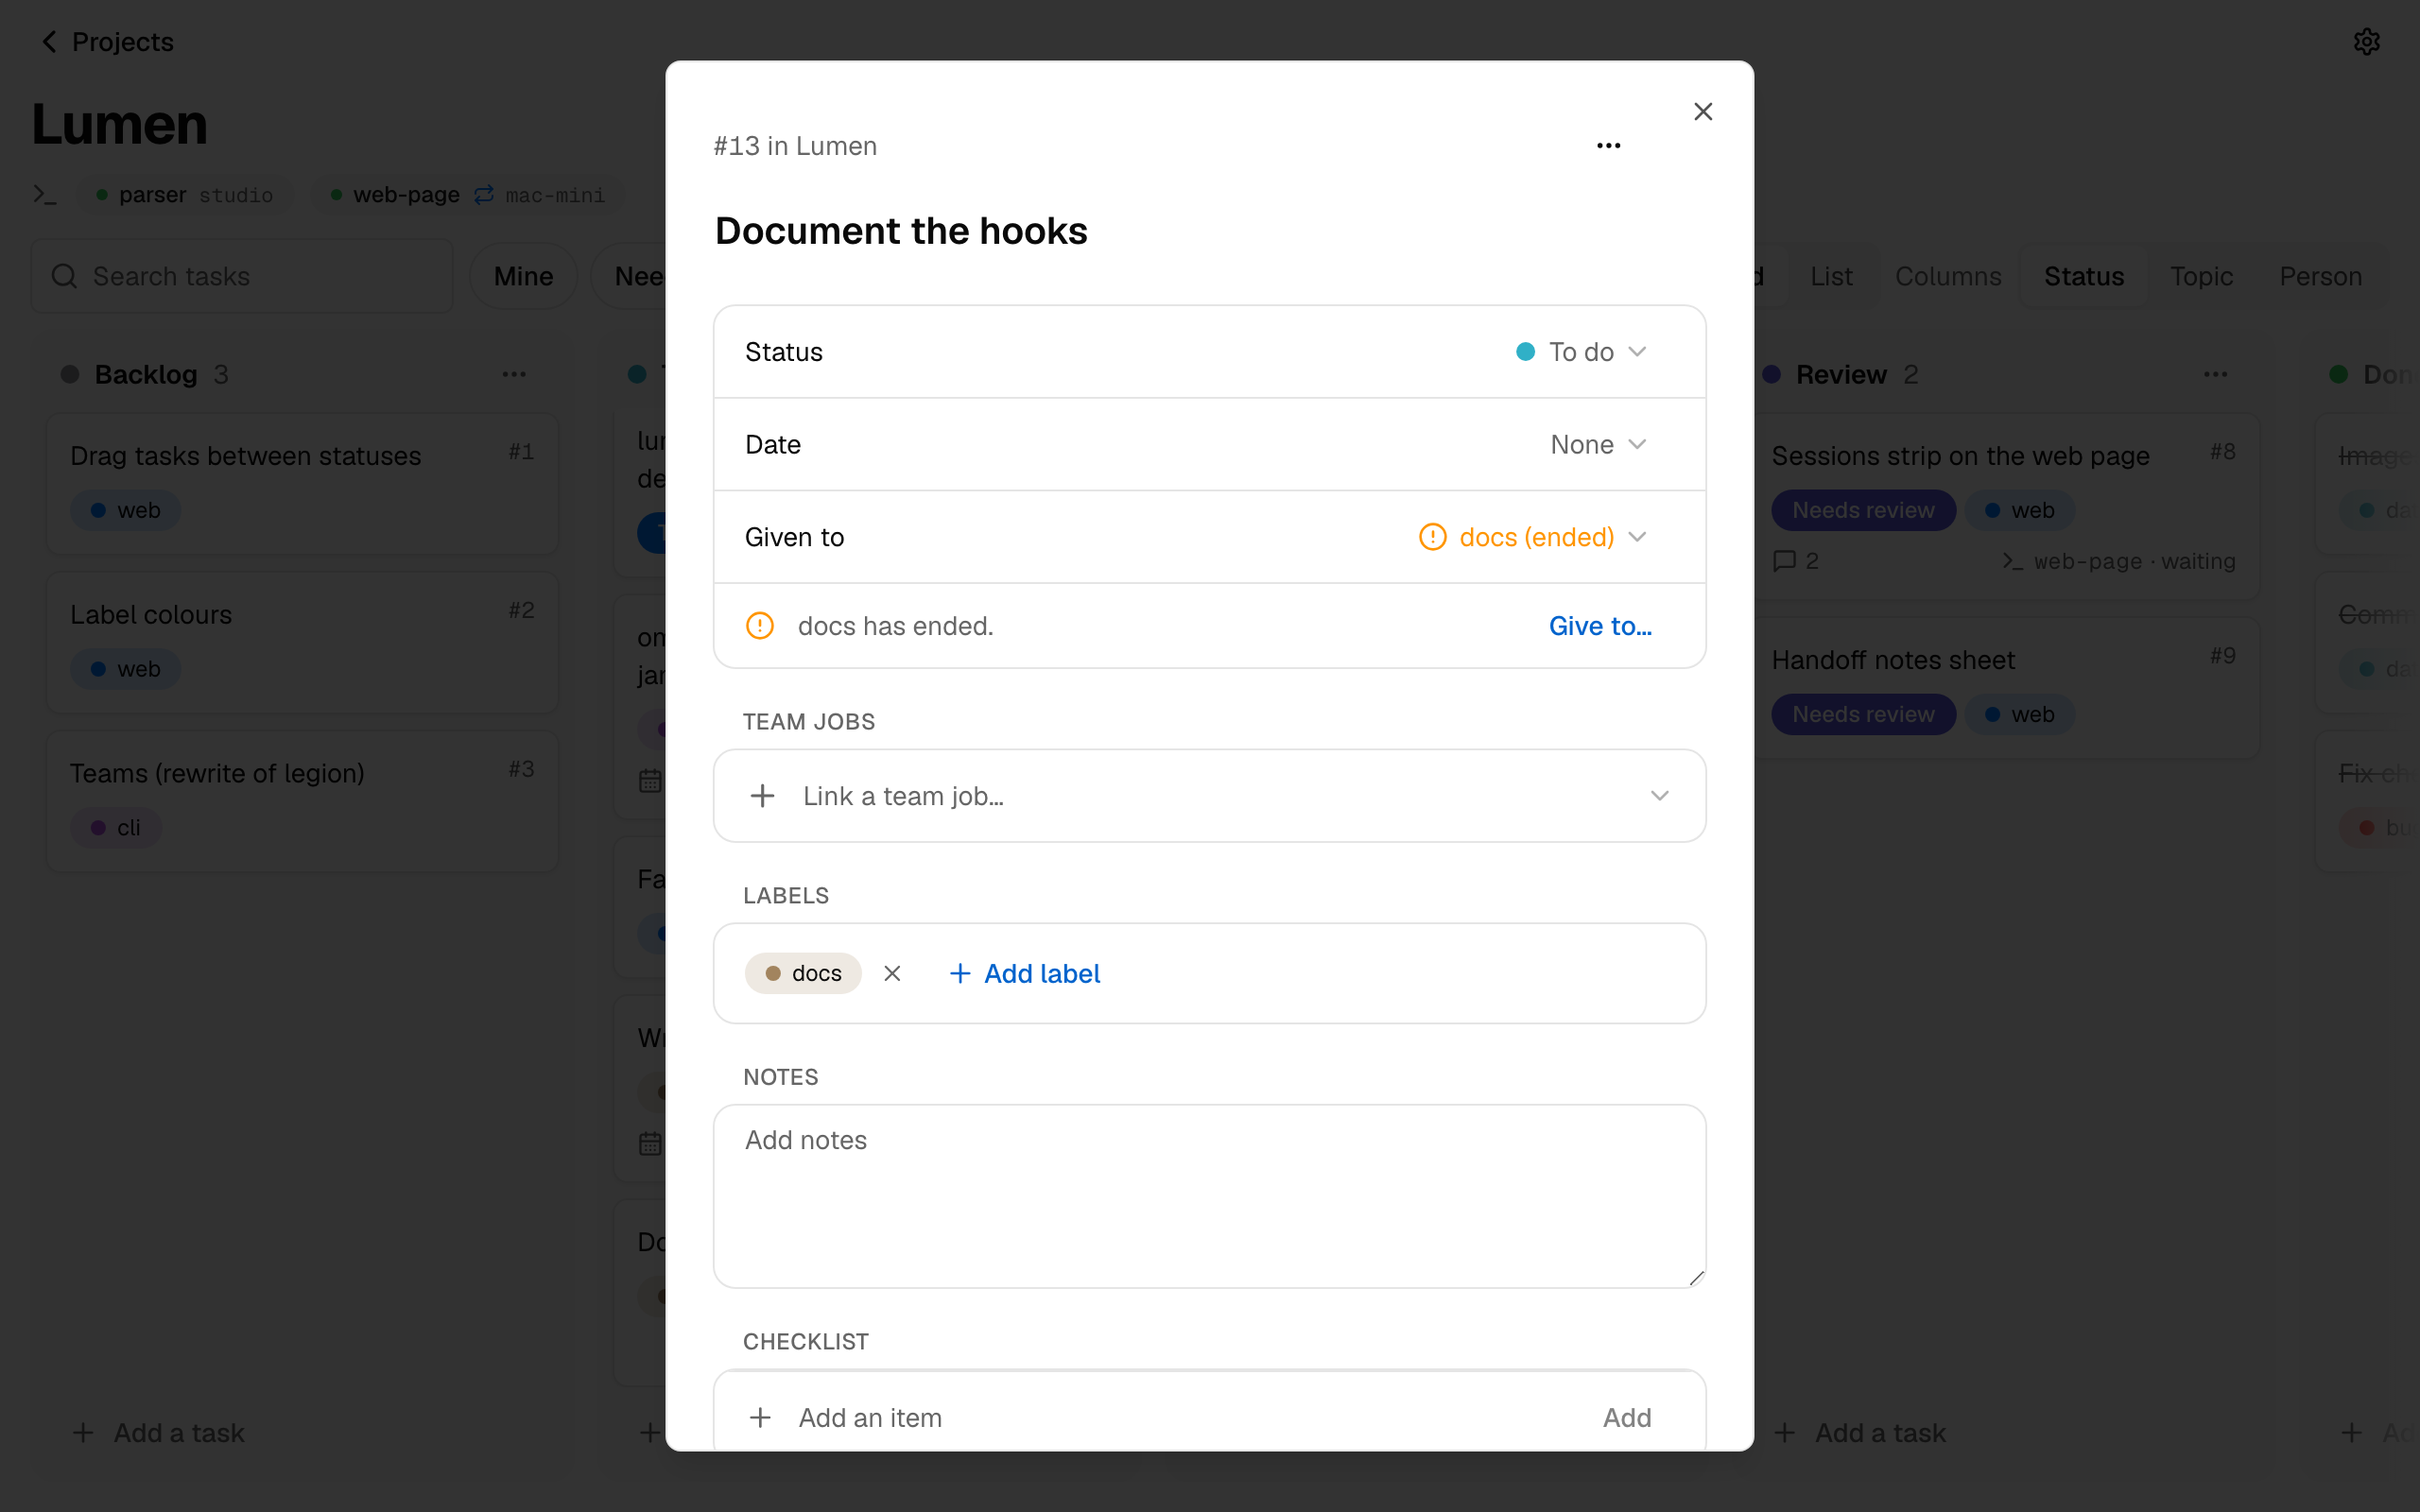 Projects
Lumen
parser studio
web-page mac-mini
Search tasks
Mine
List
Columns
Status
Topic
Person
Backlog 3
Drag tasks between statuses
#1
web
Label colours
#2
web
Teams (rewrite of legion)
#3
cli
Add a task
#13 in Lumen
Document the hooks
Status
To do
Date
None
Given to
docs (ended)
docs has ended.
Give to...
TEAM JOBS
Link a team job...
LABELS
docs
Add label
NOTES
Add notes
CHECKLIST
Add an item
Add
Review 2
Sessions strip on the web page
#8
Needs review
web
2
web-page · waiting
Handoff notes sheet
#9
Needs review
web
Add a task